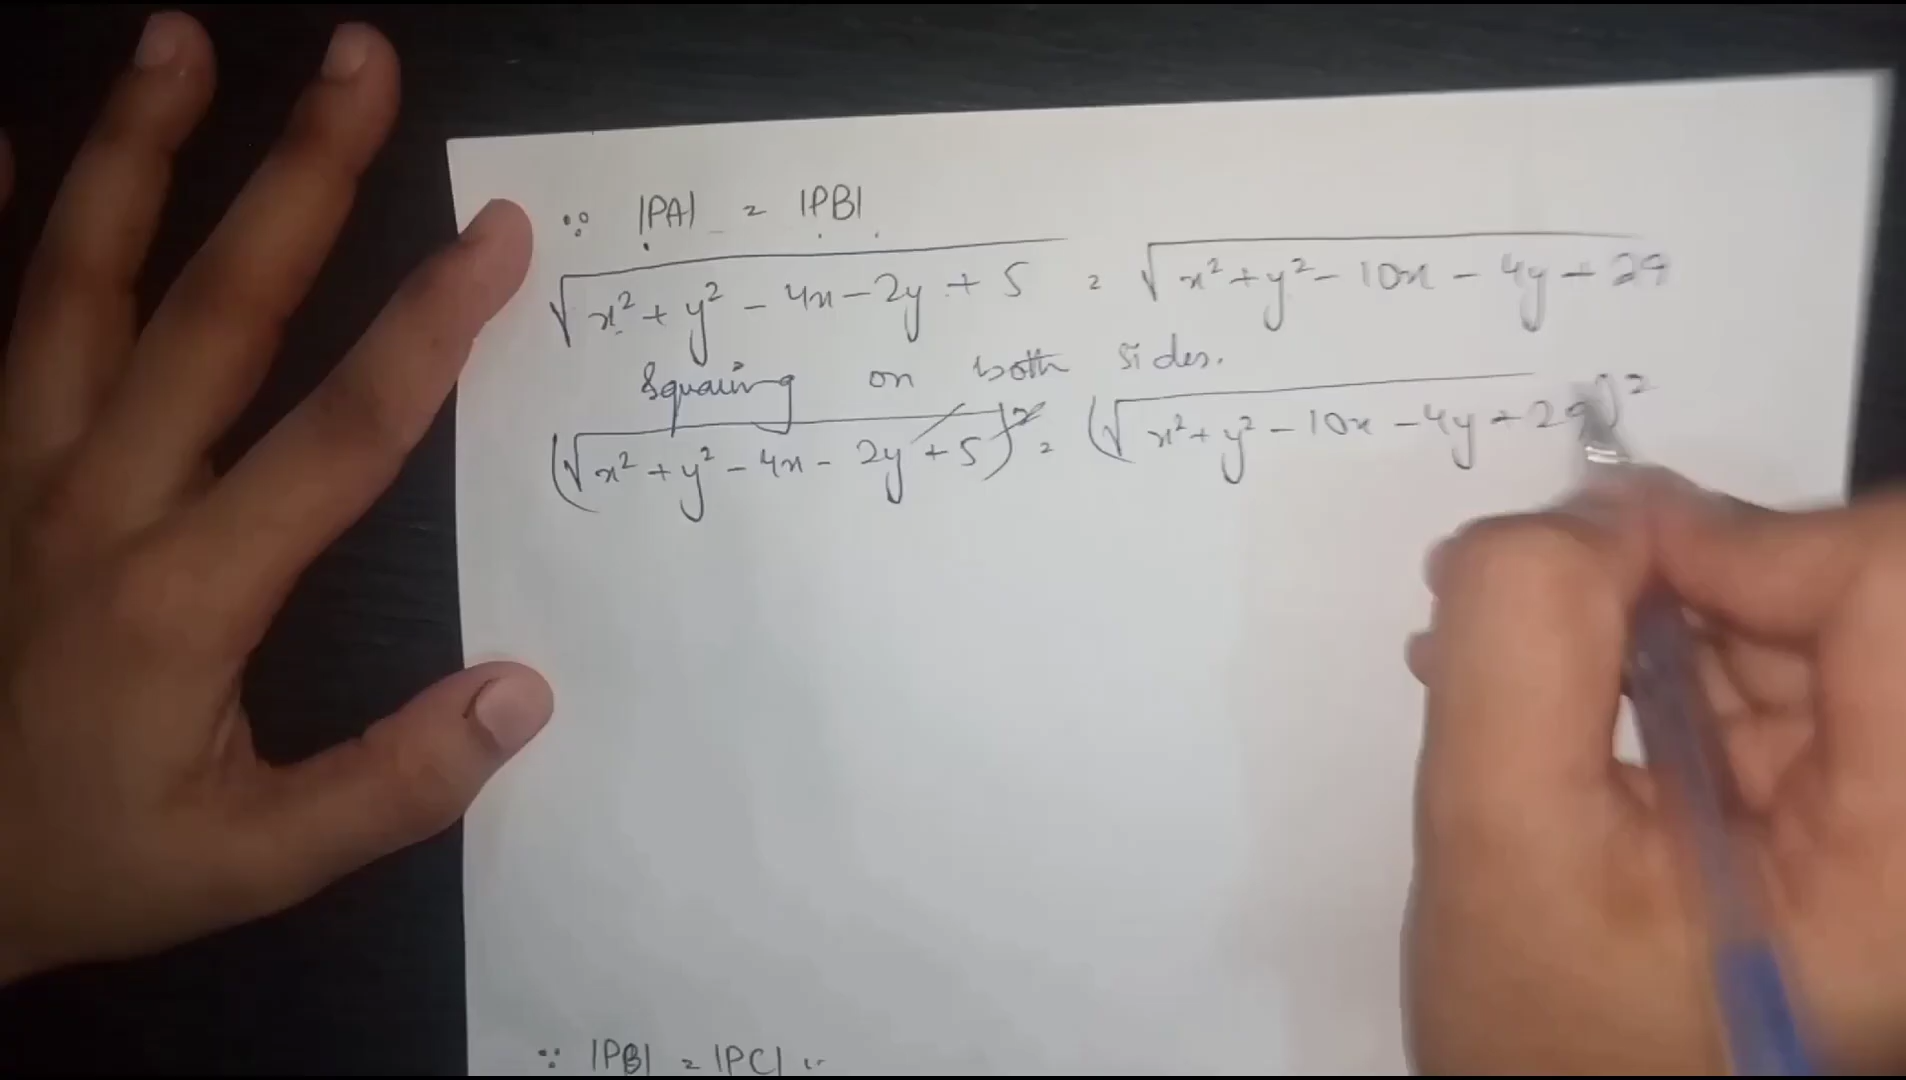 ∵ |PA| = |PB|
√(x² + y² - 4x - 2y + 5) = √(x² + y² - 10x - 4y + 29)
Squaring on both sides.
(√(x² + y² - 4x - 2y + 5))² = (√(x² + y² - 10x - 4y + 29))²
∵ |PB| = |PC|